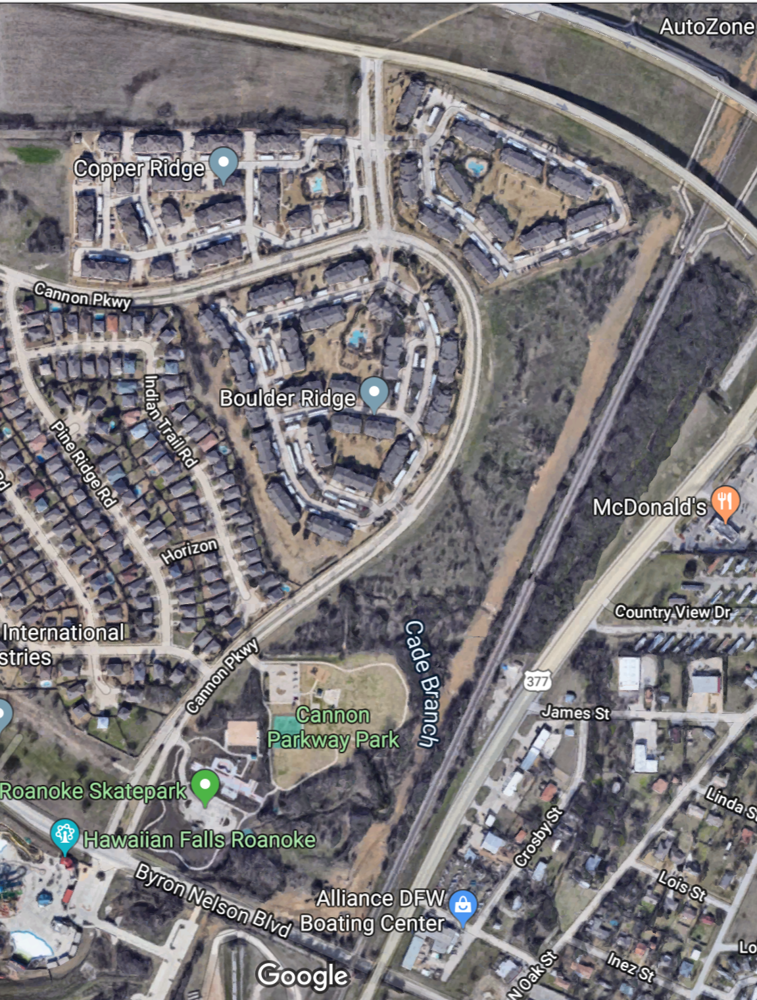 AutoZone
Copper Ridge
Cannon Pkwy
Indian Trail Rd
Boulder Ridge
Pine Ridge Rd
Rd
McDonald's
Horizon
Country View Dr
International
stries
Cannon Pkwy
Cade Branch
377
James St
Cannon
Parkway Park
Roanoke Skatepark
Linda S
Crosby St
Hawaiian Falls Roanoke
Byron Nelson Blvd
Lois St
Alliance DFW
Boating Center
Lo
Inez St
N Oak St
Google